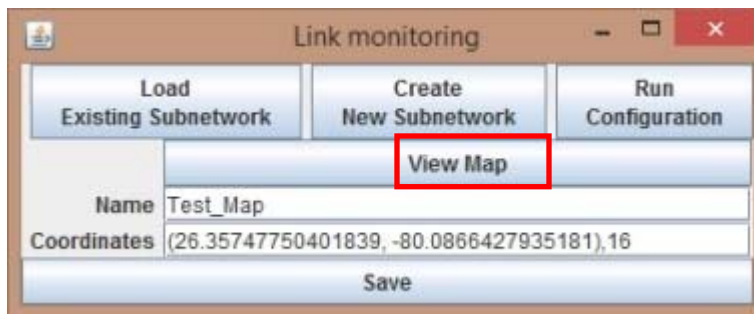 Link monitoring
Load
Existing Subnetwork
Create
New Subnetwork
Run
Configuration
View Map
Name Test_Map
Coordinates (26.35747750401839, -80.0866427935181),16
Save